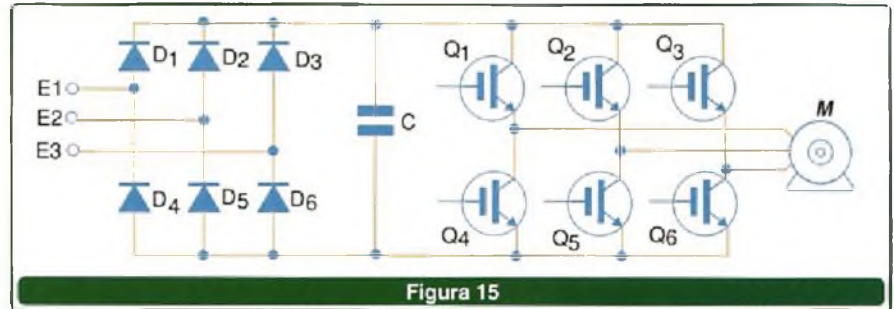 D1 D2 D3
Q1 Q2 Q3
E1
E2
E3
C
M
D4 D5 D6
Q4 Q5 Q6
Figura 15